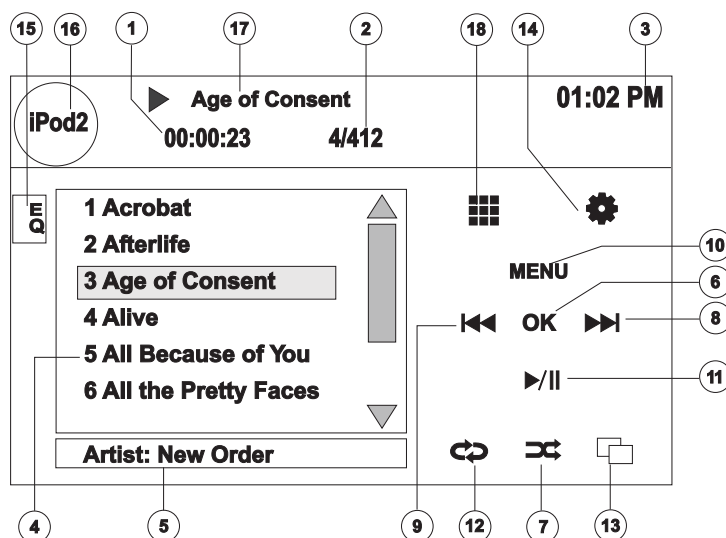 15 16 1 17 2 18 14 3
iPod2
Age of Consent
01:02 PM
00:00:23 4/412
EQ
1 Acrobat
2 Afterlife
3 Age of Consent
4 Alive
5 All Because of You
6 All the Pretty Faces
Artist: New Order
MENU
10
OK
6
8
11
4 5 9 12 7 13